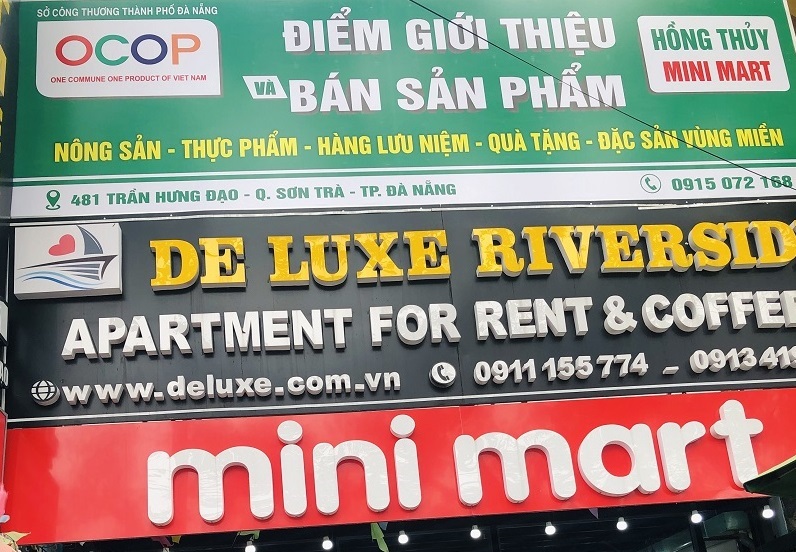 SỞ CÔNG THƯƠNG THÀNH PHỐ ĐÀ NẴNG
OCOP
ONE COMMUNE ONE PRODUCT OF VIET NAM
ĐIỂM GIỚI THIỆU
VÀ BÁN SẢN PHẨM
HỒNG THỦY
MINI MART
NÔNG SẢN - THỰC PHẨM - HÀNG LƯU NIỆM - QUÀ TẶNG - ĐẶC SẢN VÙNG MIỀN
481 TRẦN HƯNG ĐẠO - Q. SƠN TRÀ - TP. ĐÀ NẴNG
0915 072 168
DE LUXE RIVERSID
APARTMENT FOR RENT & COFFEE
www.deluxe.com.vn
0911 155 774 - 0913 419
mini mart